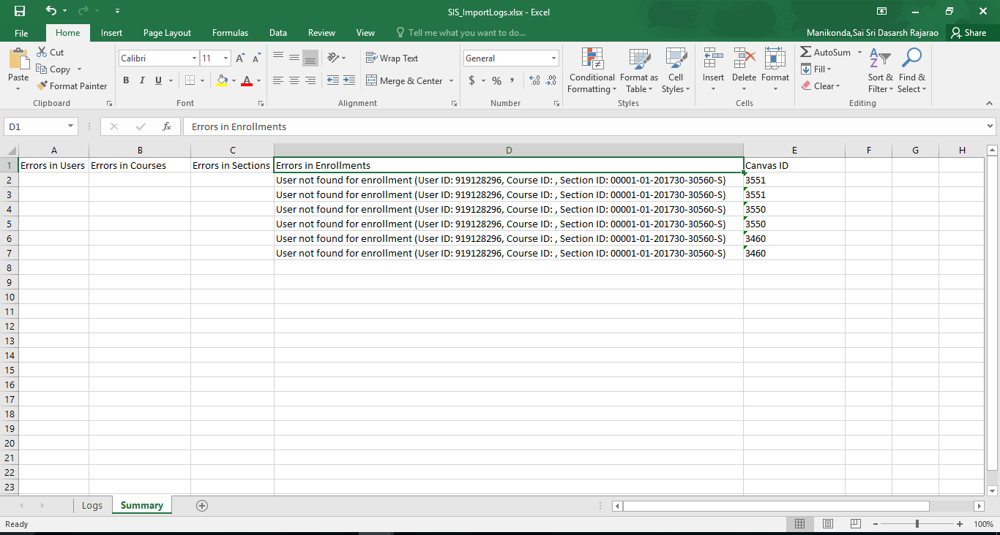 SIS_ImportLogs.xlsx - Excel
File Home Insert Page Layout Formulas Data Review View Tell me what you want to do... Manikonda,Sai Sri Dasarsh Rajarao Share
Paste Cut Copy Format Painter
Clipboard
Calibri 11
B I U A
Font
Wrap Text
Merge & Center
Alignment
General
$ % ,
Number
Conditional Formatting Format as Table Cell Styles
Styles
Insert Delete Format
Cells
AutoSum
Fill
Clear
Sort & Filter Find & Select
Editing
D1 fx Errors in Enrollments
A B C D E F G H
1 Errors in Users Errors in Courses Errors in Sections Errors in Enrollments Canvas ID
2 User not found for enrollment (User ID: 919128296, Course ID: , Section ID: 00001-01-201730-30560-S) 3551
3 User not found for enrollment (User ID: 919128296, Course ID: , Section ID: 00001-01-201730-30560-S) 3551
4 User not found for enrollment (User ID: 919128296, Course ID: , Section ID: 00001-01-201730-30560-S) 3550
5 User not found for enrollment (User ID: 919128296, Course ID: , Section ID: 00001-01-201730-30560-S) 3550
6 User not found for enrollment (User ID: 919128296, Course ID: , Section ID: 00001-01-201730-30560-S) 3460
7 User not found for enrollment (User ID: 919128296, Course ID: , Section ID: 00001-01-201730-30560-S) 3460
8
9
10
11
12
13
14
15
16
17
18
19
20
21
22
23
Logs Summary
Ready 100%